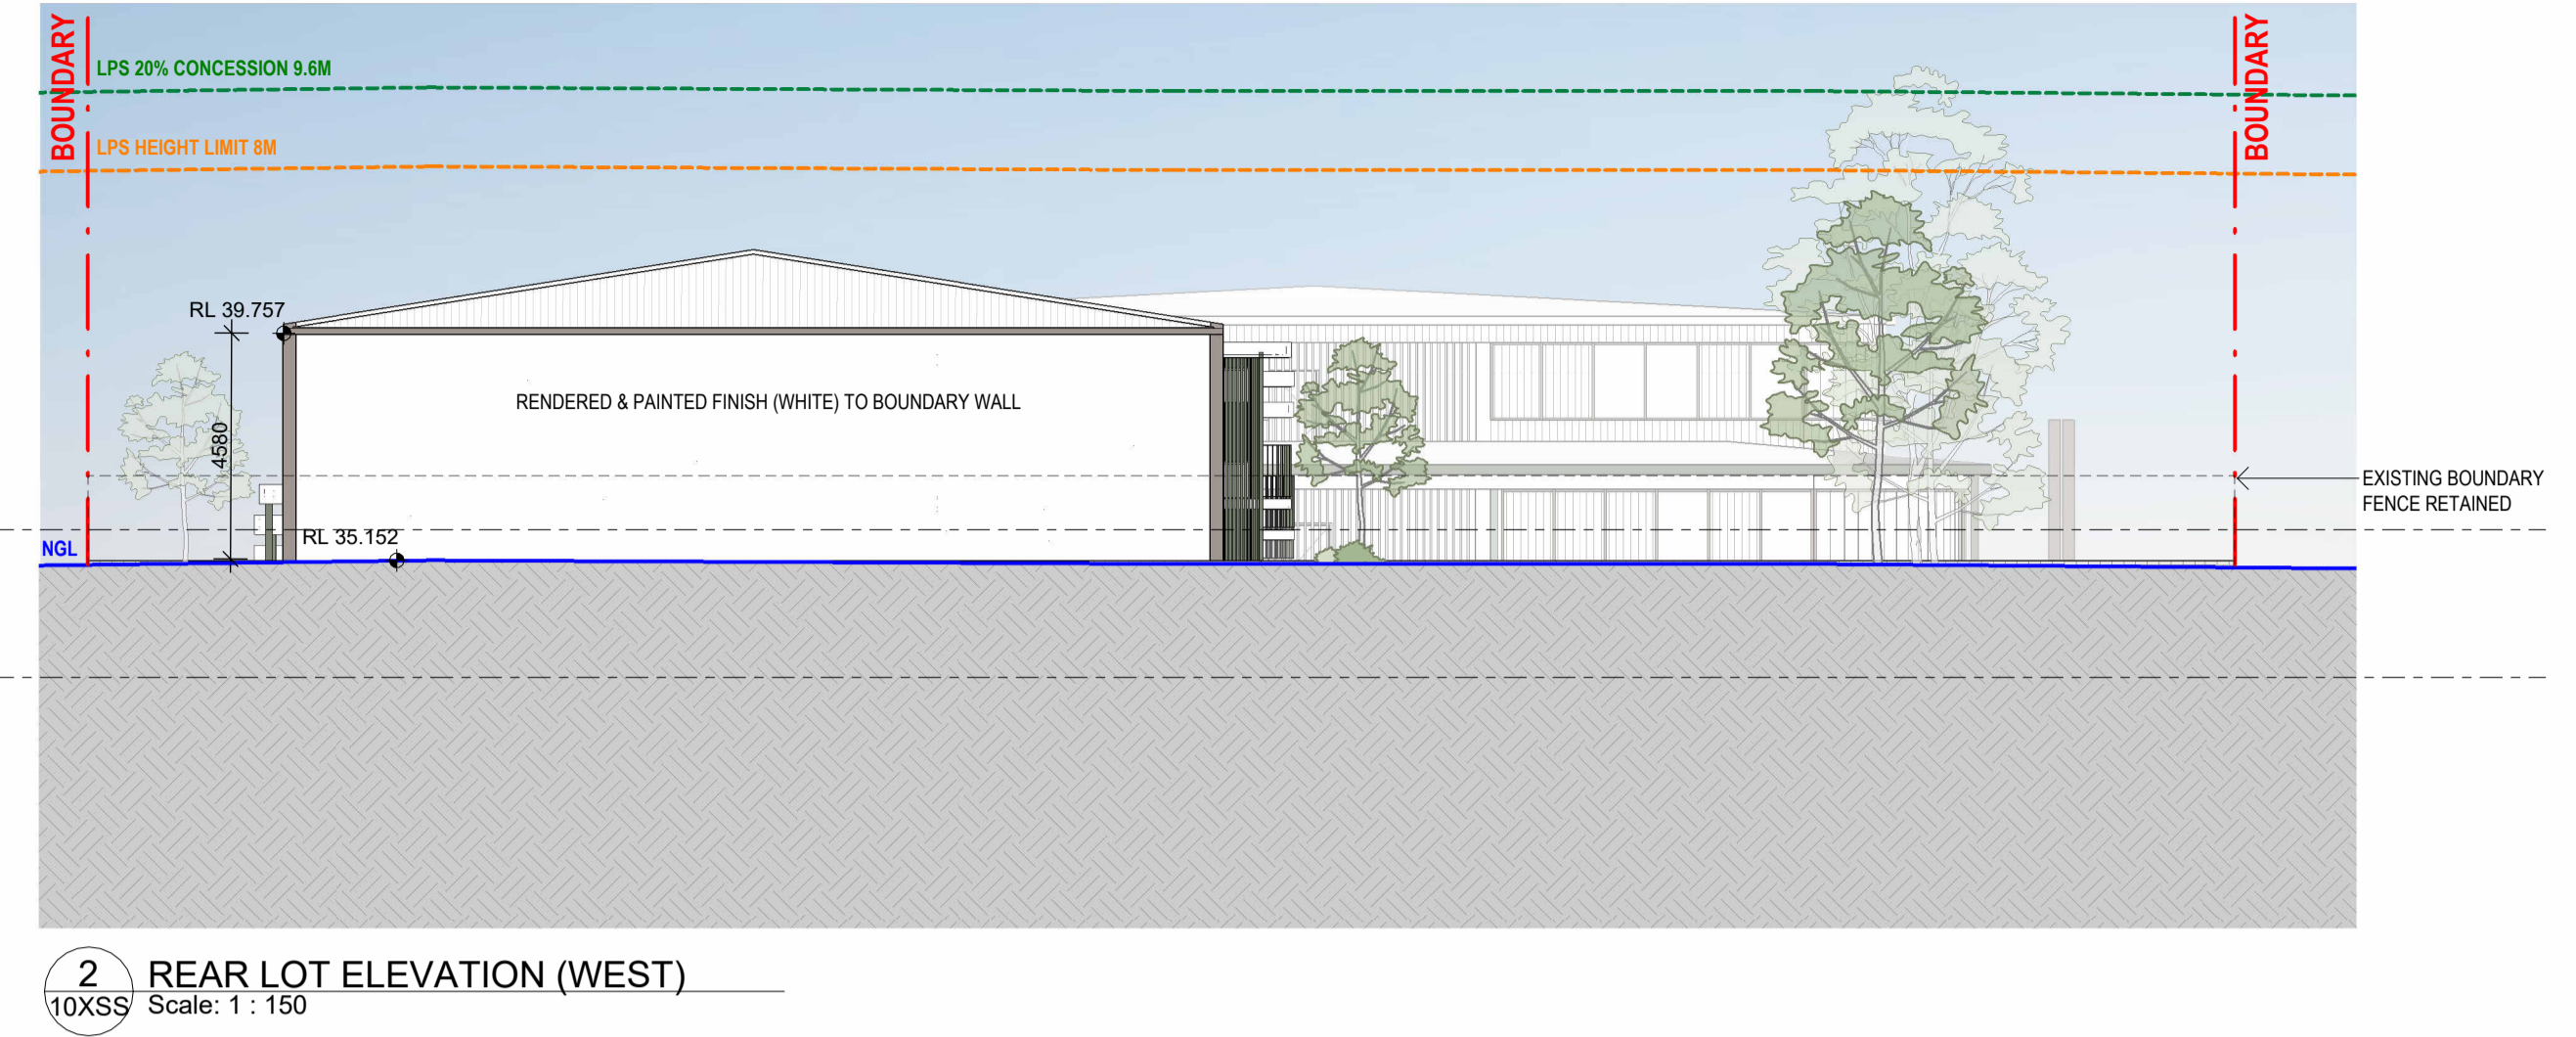 BOUNDARY
BOUNDARY
LPS 20% CONCESSION 9.6M
LPS HEIGHT LIMIT 8M
RL 39.757
RENDERED & PAINTED FINISH (WHITE) TO BOUNDARY WALL
4580
EXISTING BOUNDARY
FENCE RETAINED
RL 35.152
NGL
2
REAR LOT ELEVATION (WEST)
10XSS
Scale: 1 : 150